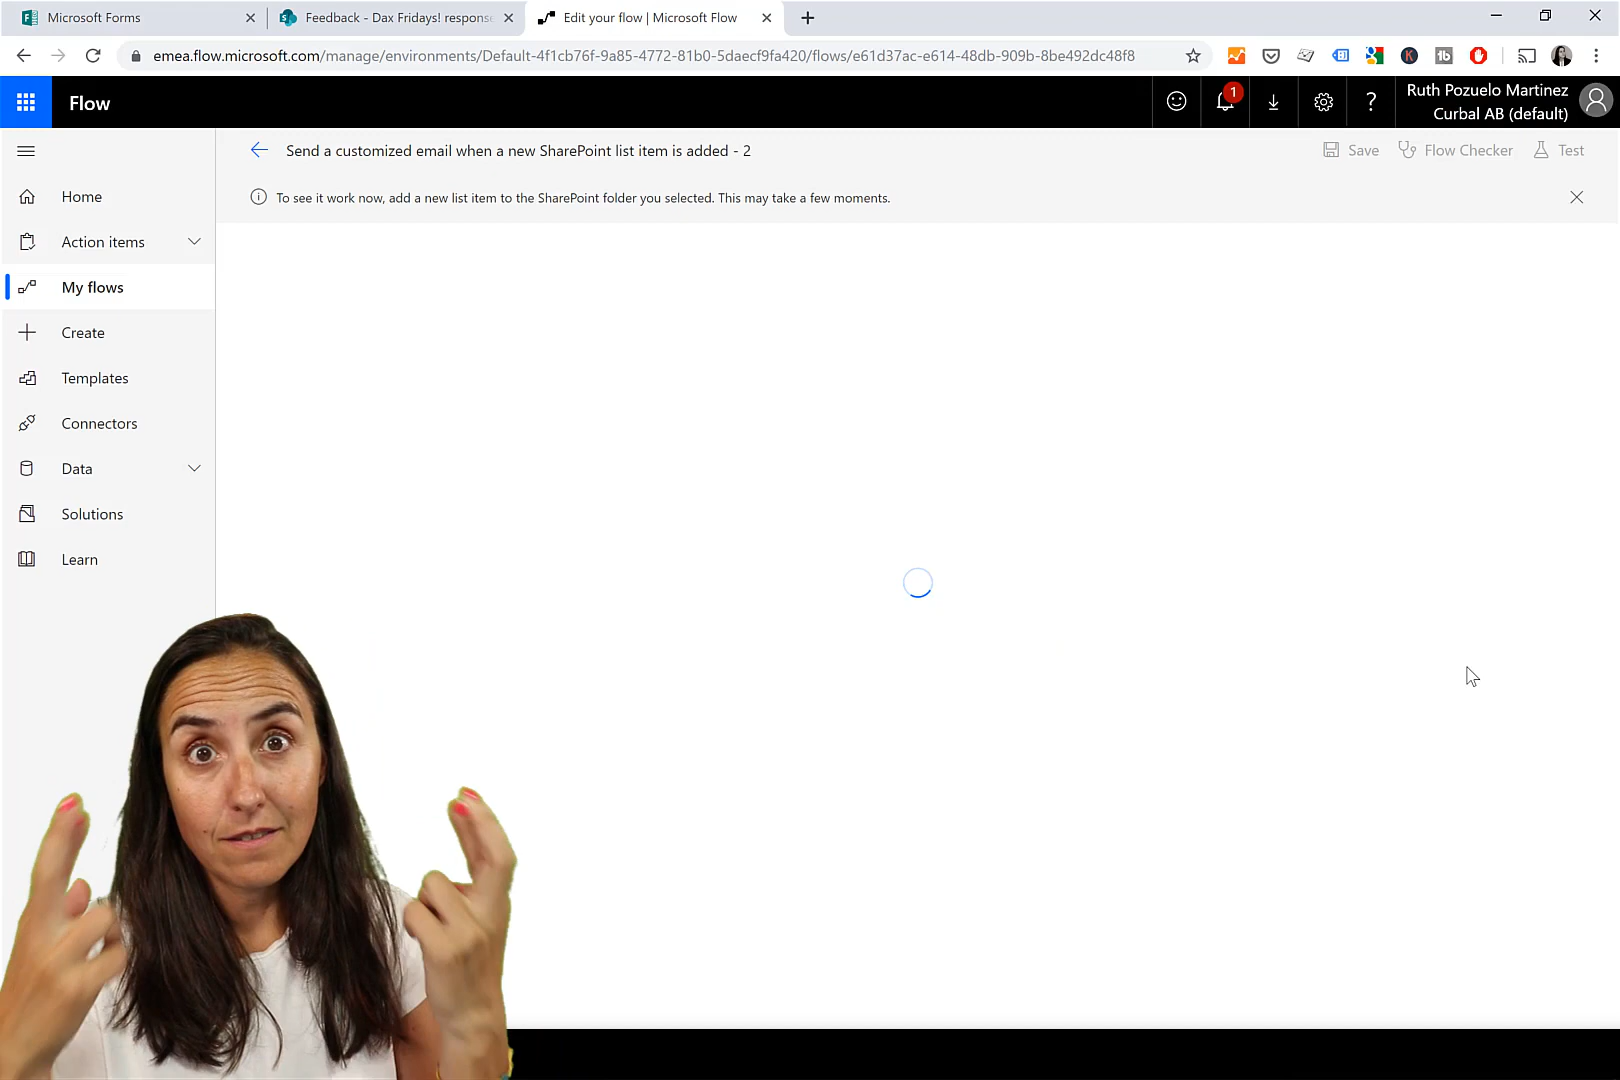 Microsoft Forms
Feedback - Dax Fridays! response
Edit your flow | Microsoft Flow
emea.flow.microsoft.com/manage/environments/Default-4f1cb76f-9a85-4772-81b0-5daecf9fa420/flows/e61d37ac-e614-48db-909b-8be492dc48f8
Flow
1
?
Ruth Pozuelo Martinez
Curbal AB (default)
Send a customized email when a new SharePoint list item is added - 2
Save
Flow Checker
Test
To see it work now, add a new list item to the SharePoint folder you selected. This may take a few moments.
Home
Action items
My flows
Create
Templates
Connectors
Data
Solutions
Learn